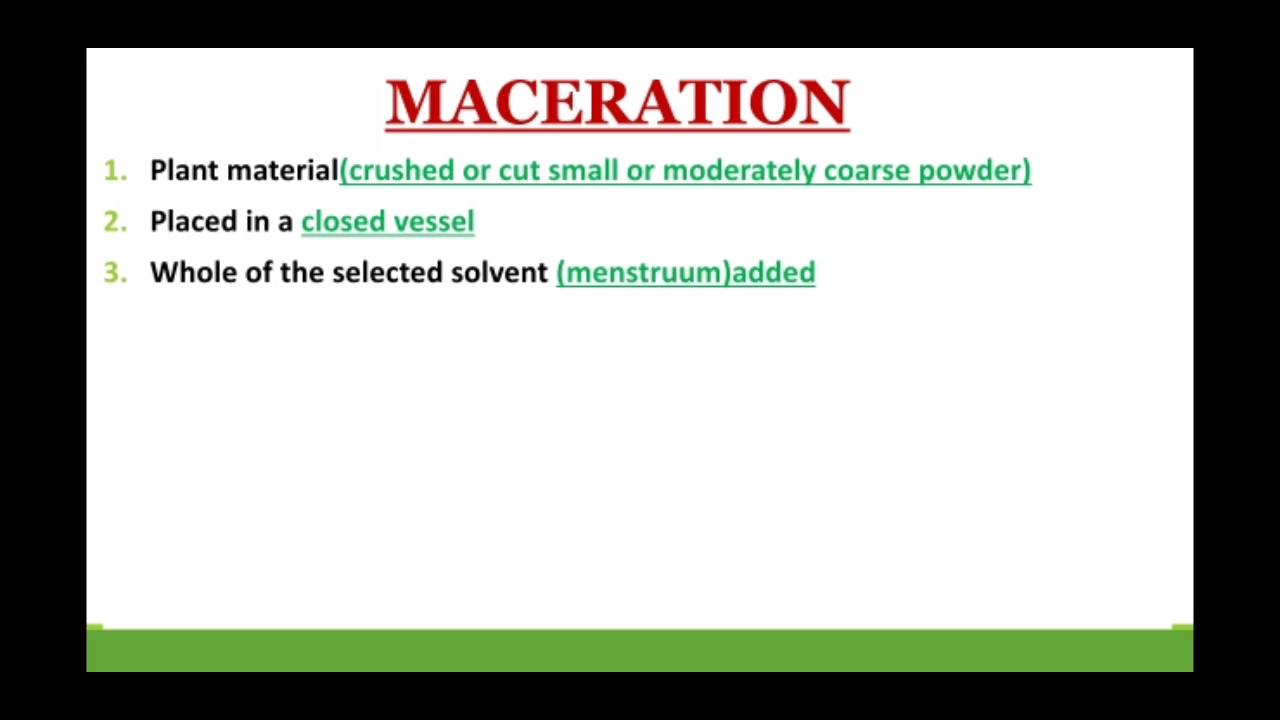 MACERATION
1. Plant material(crushed or cut small or moderately coarse powder)
2. Placed in a closed vessel
3. Whole of the selected solvent (menstruum)added